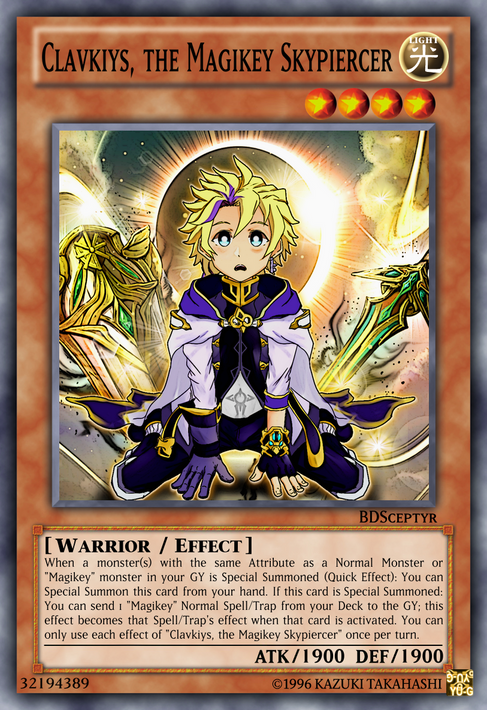 Clavkiys, the Magikey Skypiercer
LIGHT
光
BDSceptyr
[ Warrior / Effect ]
When a monster(s) with the same Attribute as a Normal Monster or
"Magikey" monster in your GY is Special Summoned (Quick Effect): You can
Special Summon this card from your hand. If this card is Special Summoned:
You can send 1 "Magikey" Normal Spell/Trap from your Deck to the GY; this
effect becomes that Spell/Trap's effect when that card is activated. You can
only use each effect of "Clavkiys, the Magikey Skypiercer" once per turn.
ATK/1900 DEF/1900
32194389
©1996 KAZUKI TAKAHASHI